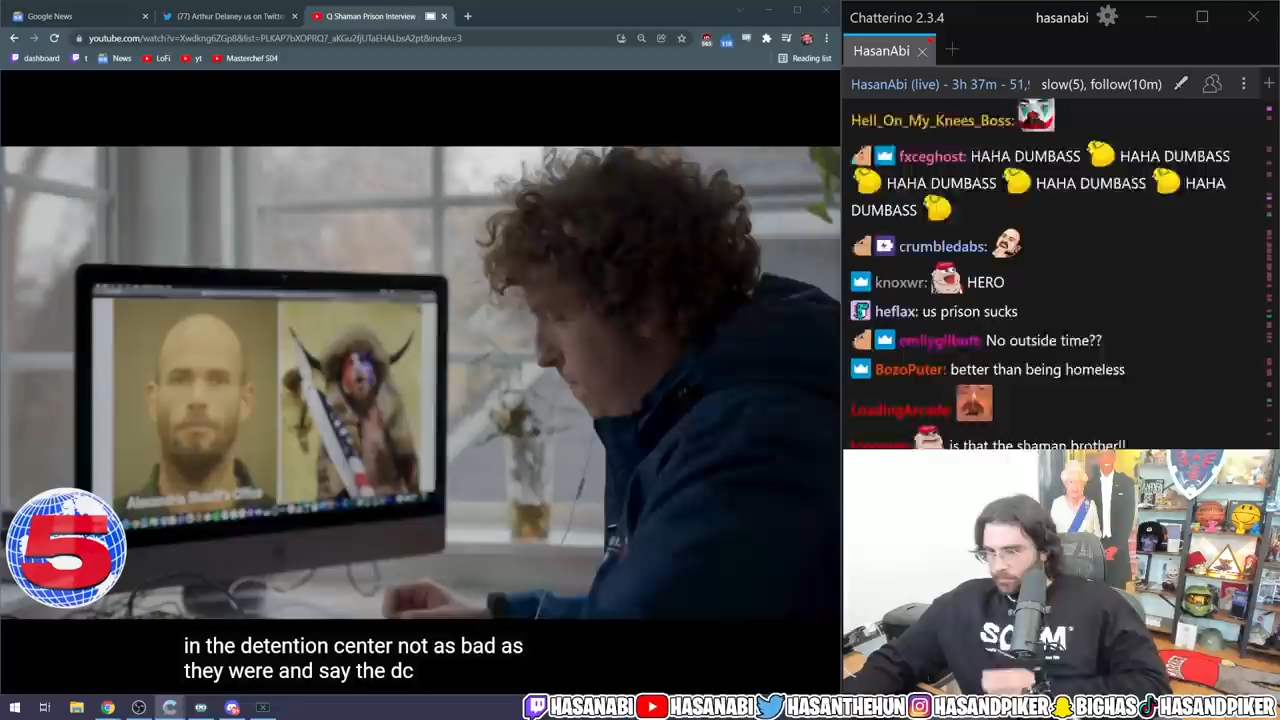 Google News
(77) Arthur Delaney us on Twitte
Q Shaman Prison Interview
youtube.com/watch?v=Xwdkng6ZGp8&list=PLKAP7bXOPRQ7_aKGu2fjUTaEHALbsA2pt&index=3
dashboard
t
News
LoFi
yt
Masterchef S04
Reading list
Alexandria Sheriff's Office
5
in the detention center not as bad as
they were and say the dc
Chatterino 2.3.4
hasanabi
HasanAbi
HasanAbi (live) - 3h 37m - 51,
slow(5), follow(10m)
Hell_On_My_Knees_Boss:
fxceghost: HAHA DUMBASS HAHA DUMBASS
HAHA DUMBASS HAHA DUMBASS HAHA
DUMBASS
crumbledabs:
knoxwr: HERO
heflax: us prison sucks
emilygilbutt: No outside time??
BozoPuter: better than being homeless
LoadingArcade:
is that the shaman brother!!
HASANABI HASANABI HASANTHEHUN HASANDPIKER BIGHAS HASANDPIKER